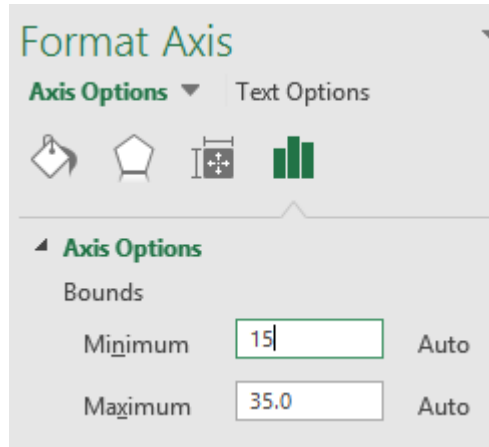 Format Axis
Axis Options Text Options
Axis Options
Bounds
Minimum 15 Auto
Maximum 35.0 Auto